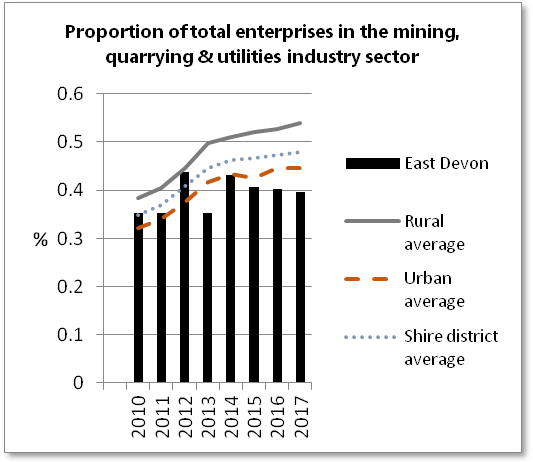 Proportion of total enterprises in the mining,
quarrying & utilities industry sector
0.6
0.5
0.4
0.3
0.2
0.1
0
%
2010
2011
2012
2013
2014
2015
2016
2017
East Devon
Rural
average
Urban
average
Shire district
average